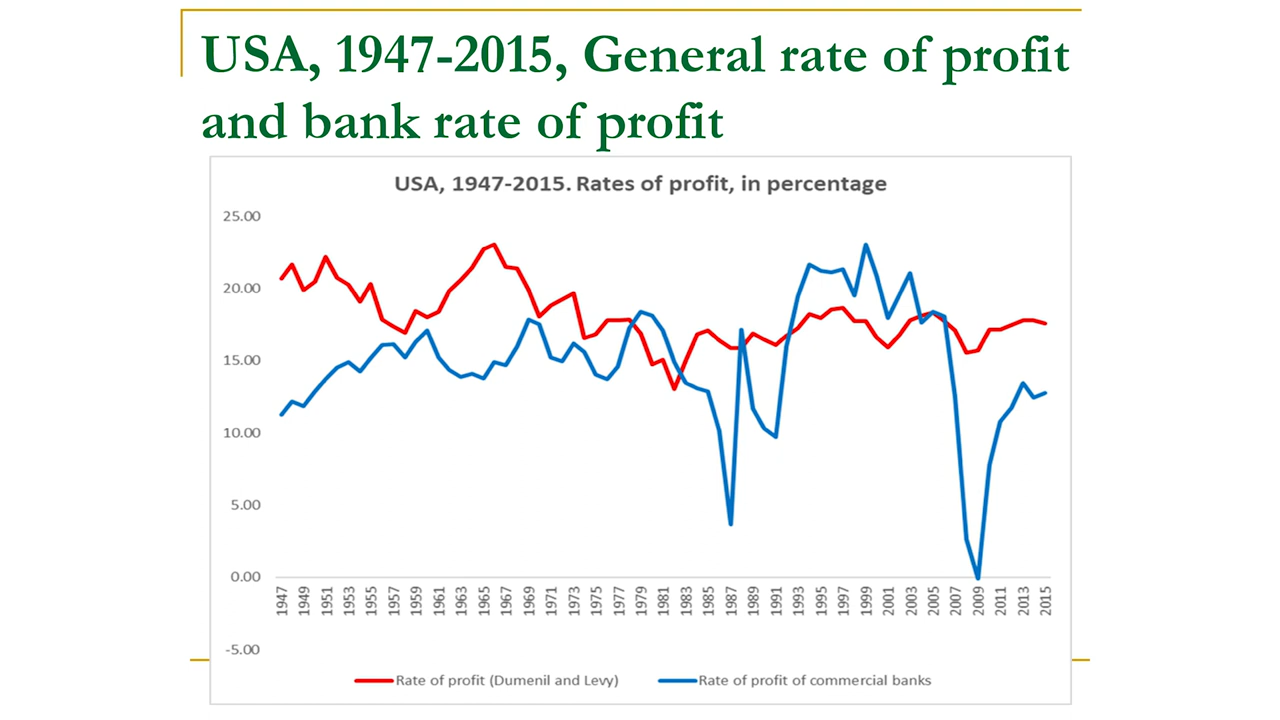 USA, 1947-2015, General rate of profit
and bank rate of profit
USA, 1947-2015. Rates of profit, in percentage
25.00
20.00
15.00
10.00
5.00
0.00
-5.00
1947 1949 1951 1953 1955 1957 1959 1961 1963 1965 1967 1969 1971 1973 1975 1977 1979 1981 1983 1985 1987 1989 1991 1993 1995 1997 1999 2001 2003 2005 2007 2009 2011 2013 2015
Rate of profit (Dumenil and Levy) Rate of profit of commercial banks